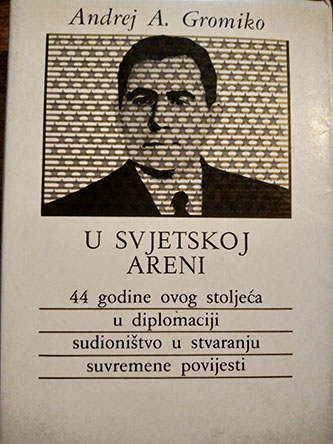 Andrej A. Gromiko
U SVJETSKOJ
ARENI
44 godine ovog stoljeća
u diplomaciji
sudioništvo u stvaranju
suvremene povijesti